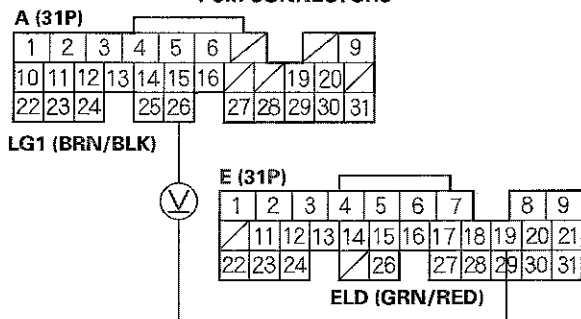 A (31P)
1 2 3 4 5 6 9
10 11 12 13 14 15 16 19 20
22 23 24 25 26 27 28 29 30 31
LG1 (BRN/BLK)
V
E (31P)
1 2 3 4 5 6 7 8 9
11 12 13 14 15 16 17 18 19 20 21
22 23 24 26 27 28 29 30 31
ELD (GRN/RED)